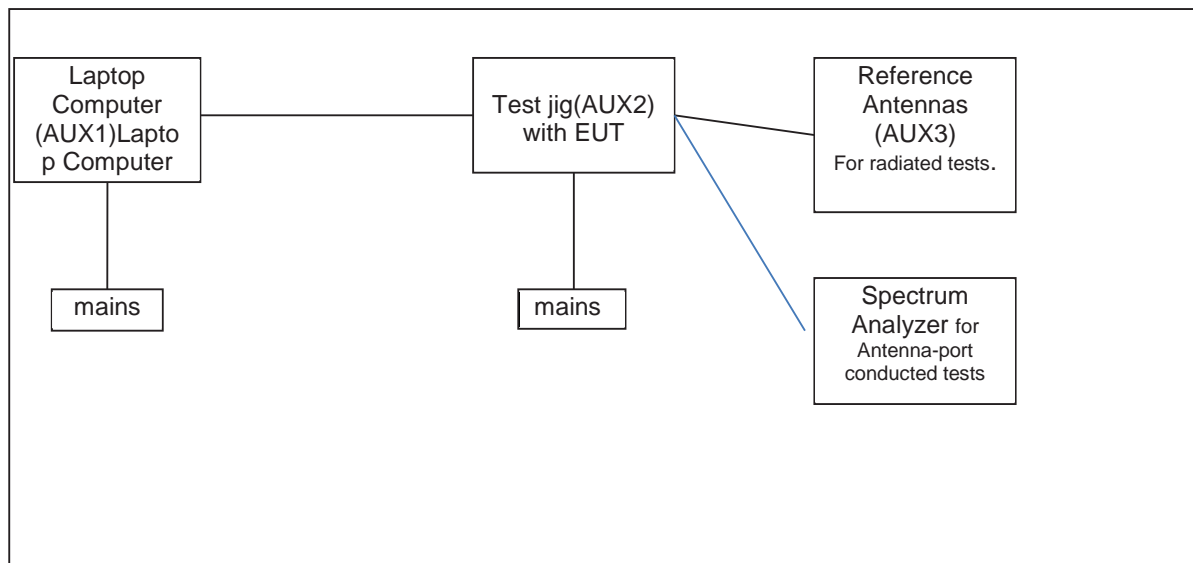 Laptop
Computer
(AUX1)Lapto
p Computer
Test jig(AUX2)
with EUT
Reference
Antennas
(AUX3)
For radiated tests.
mains
mains
Spectrum
Analyzer for
Antenna-port
conducted tests